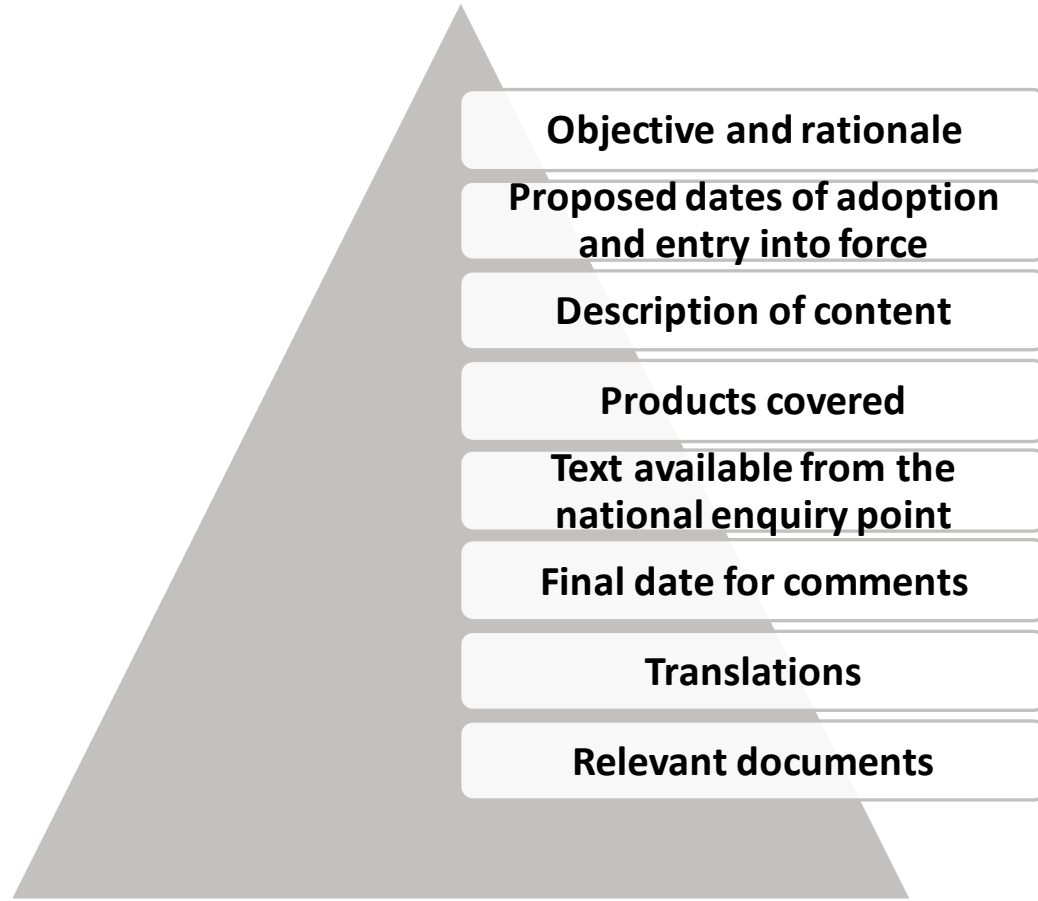 Objective and rationale
Proposed dates of adoption
and entry into force
Description of content
Products covered
Text available from the
national enquiry point
Final date for comments
Translations
Relevant documents